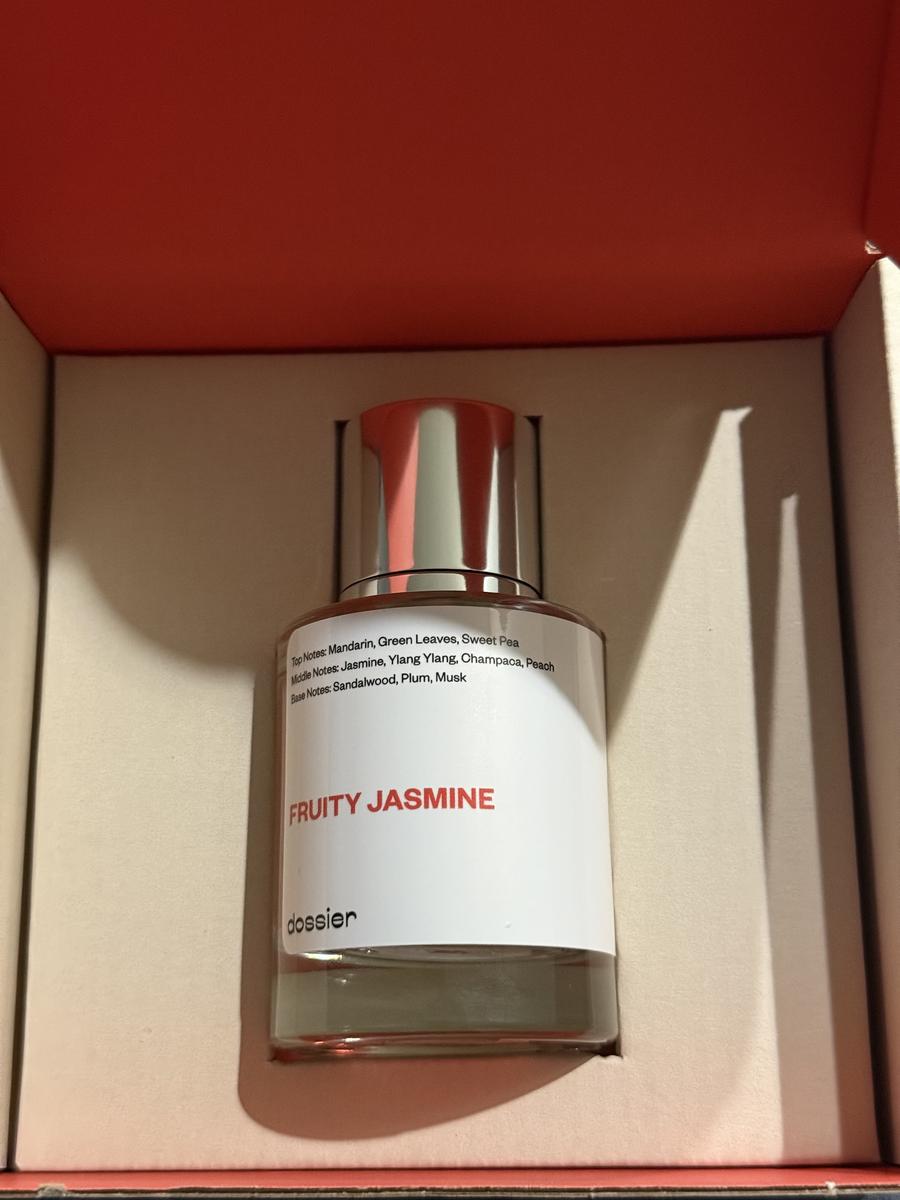 Top Notes: Mandarin, Green Leaves, Sweet Pea
Middle Notes: Jasmine, Ylang Ylang, Champaca, Peach
Base Notes: Sandalwood, Plum, Musk
FRUITY JASMINE
dossier